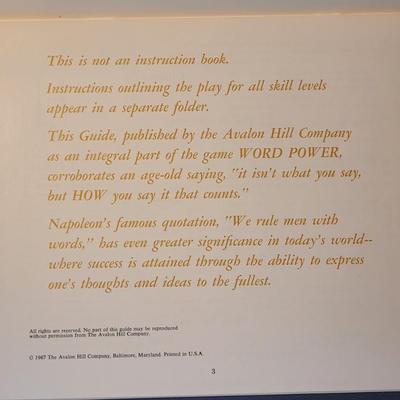 This is not an instruction book.
Instructions outlining the play for all skill levels
appear in a separate folder.
This Guide, published by the Avalon Hill Company
as an integral part of the game WORD POWER,
corroborates an age-old saying, "it isn't what you say,
but HOW you say it that counts."
Napoleon's famous quotation, "We rule men with
words," has even greater significance in today's world--
where success is attained through the ability to express
one's thoughts and ideas to the fullest.
All rights are reserved. No part of this guide may be reproduced
without permission from The Avalon Hill Company.
© 1967 The Avalon Hill Company, Baltimore, Maryland. Printed in U.S.A.
3